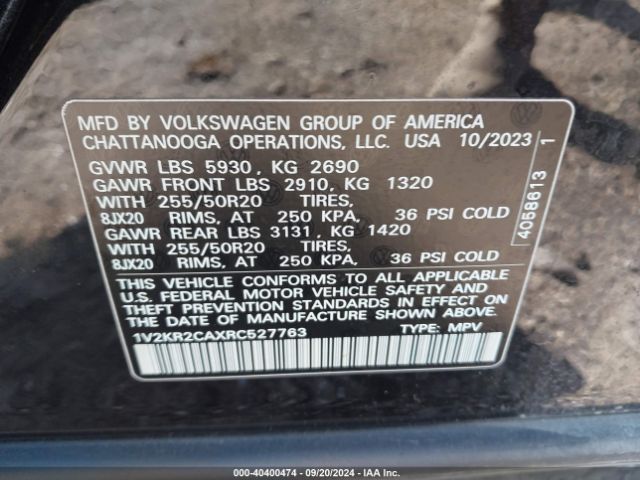 MFD BY VOLKSWAGEN GROUP OF AMERICA
CHATTANOOGA OPERATIONS, LLC. USA 10/2023
GVWR LBS 5930 , KG 2690
GAWR FRONT LBS 2910, KG 1320
WITH 255/50R20 TIRES,
8JX20 RIMS, AT 250 KPA, 36 PSI COLD
GAWR REAR LBS 3131, KG 1420
WITH 255/50R20 TIRES,
8JX20 RIMS, AT 250 KPA, 36 PSI COLD
THIS VEHICLE CONFORMS TO ALL APPLICABLE
U.S. FEDERAL MOTOR VEHICLE SAFETY AND
THEFT PREVENTION STANDARDS IN EFFECT ON THE
DATE OF MANUFACTURE SHOWN ABOVE.
1V2KR2CAXRC527763 TYPE: MPV
4058613 1
000-40400474 - 09/20/2024 - IAA Inc.